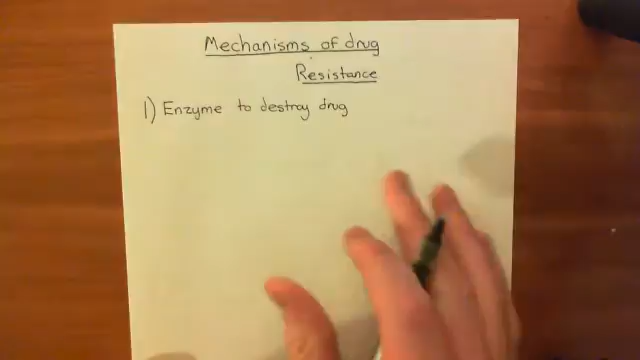 Mechanisms of drug
Resistance
1) Enzyme to destroy drug